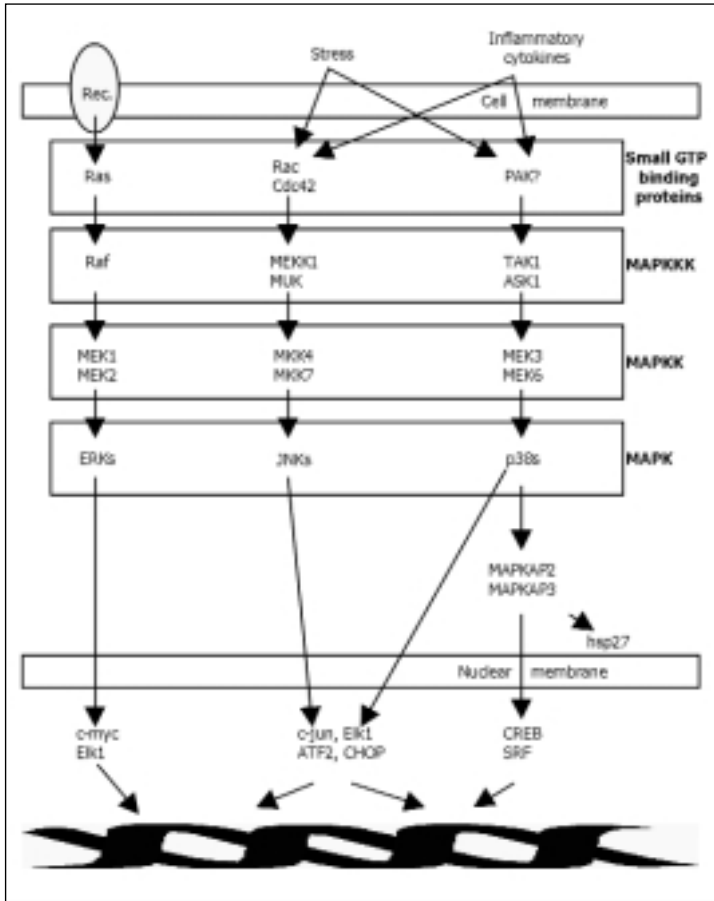 Stress
Inflammatory
cytokines
Rec.
Cell membrane
Ras
Rac
Cdc42
PAK?
Small GTP
binding
proteins
Raf
MEKK1
MUK
TAK1
ASK1
MAPKKK
MEK1
MEK2
MKK4
MKK7
MEK3
MEK6
MAPKK
ERKs
JNKs
p38s
MAPK
MAPKAP2
MAPKAP3
hsp27
Nuclear membrane
c-myc
Elk1
c-jun, Elk1
ATF2, CHOP
CREB
SRF